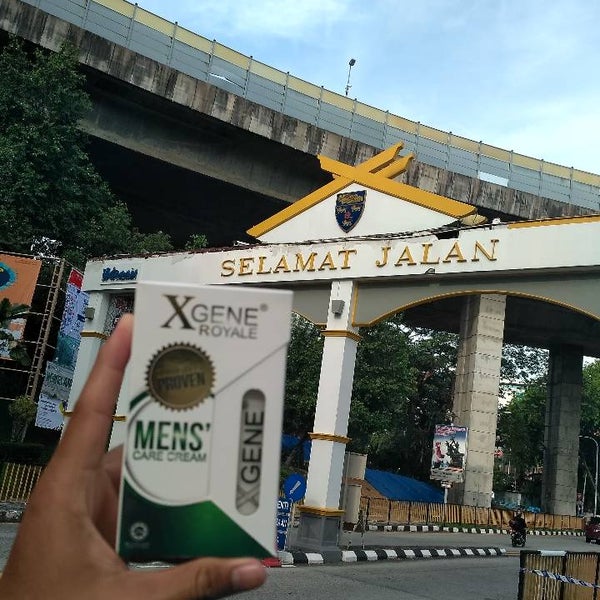 SELAMAT JALAN
XGENE®
ROYALE
PROVEN
MENS'
CARE CREAM
XGENE